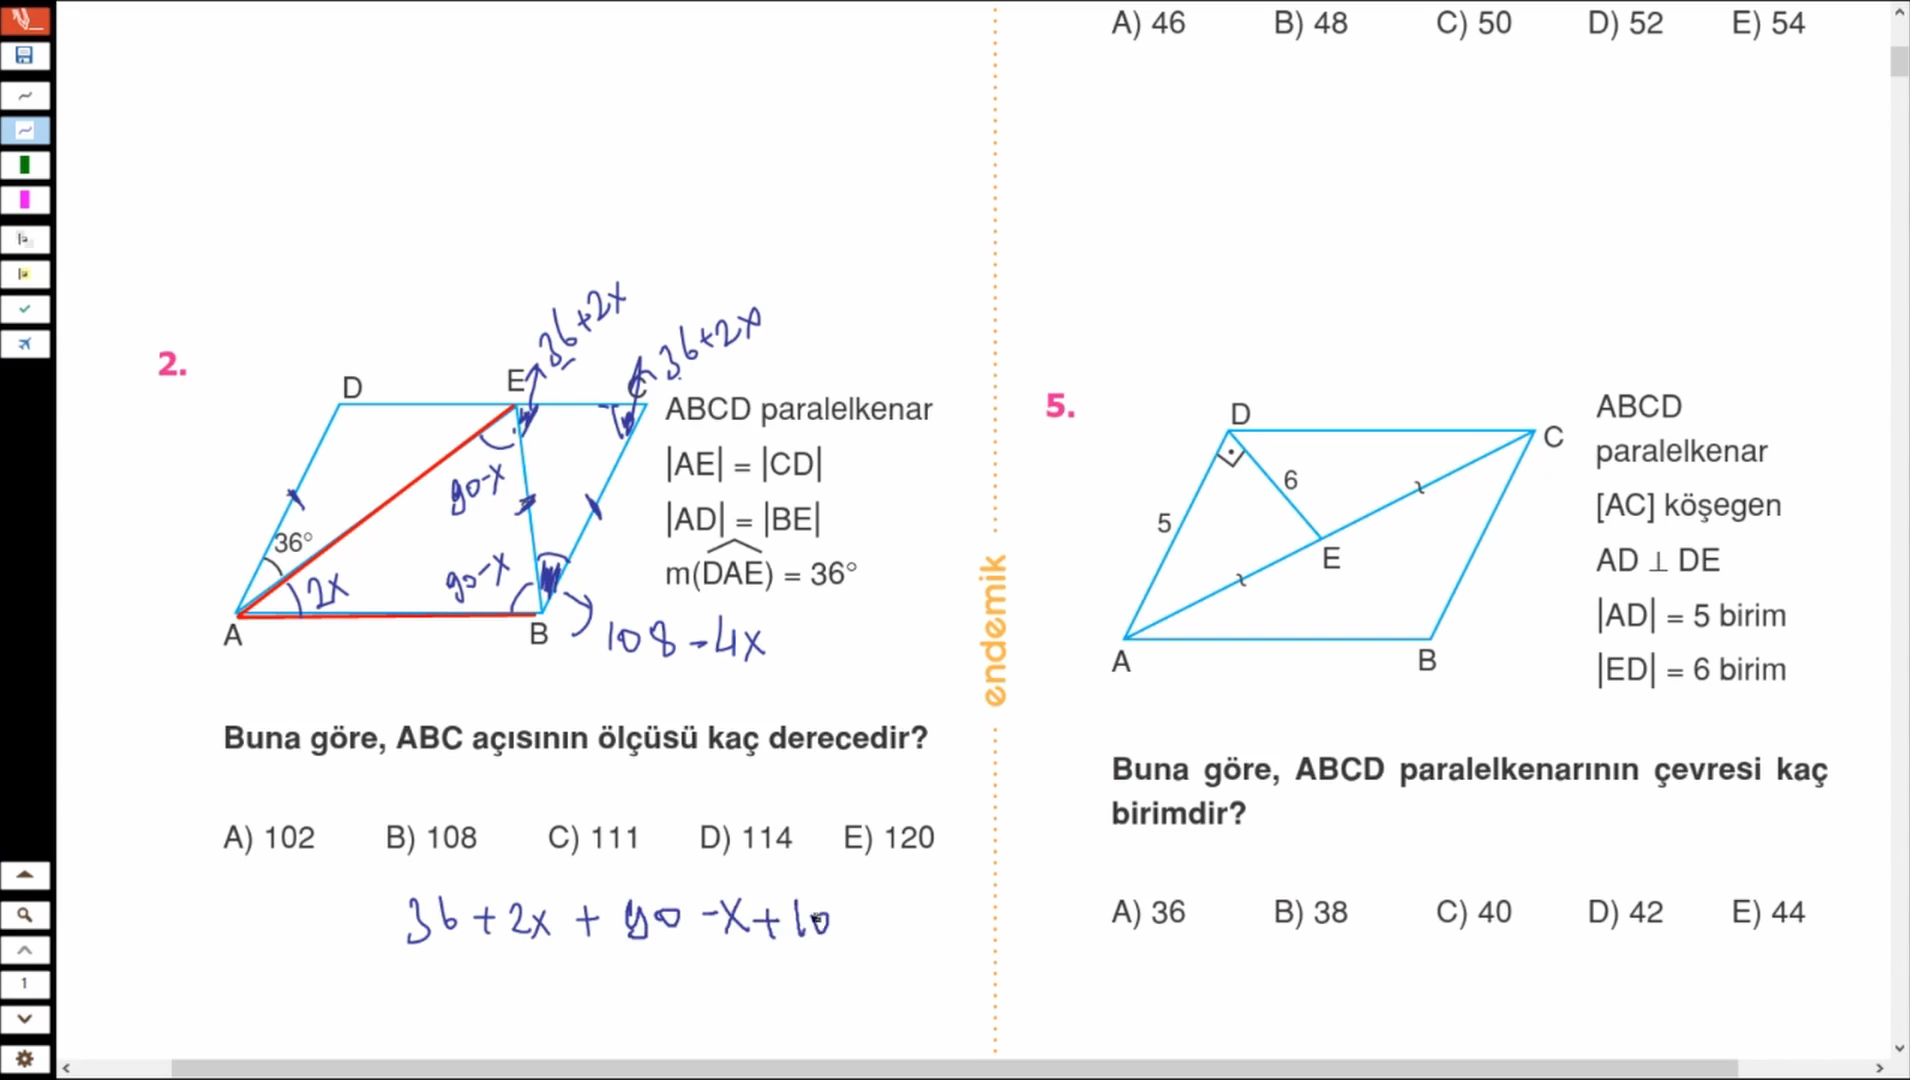 A) 46 B) 48 C) 50 D) 52 E) 54
2.
D E C
36+2x
36+2x
36°
2x
90-x
90-x
A B
108-4x
ABCD paralelkenar
|AE| = |CD|
|AD| = |BE|
m(DAE) = 36°
Buna göre, ABC açısının ölçüsü kaç derecedir?
A) 102 B) 108 C) 111 D) 114 E) 120
36+2x + 90-x+10
endemik
5.
D C
5 6
E
A B
ABCD
paralelkenar
[AC] köşegen
AD ⊥ DE
|AD| = 5 birim
|ED| = 6 birim
Buna göre, ABCD paralelkenarının çevresi kaç
birimdir?
A) 36 B) 38 C) 40 D) 42 E) 44
1